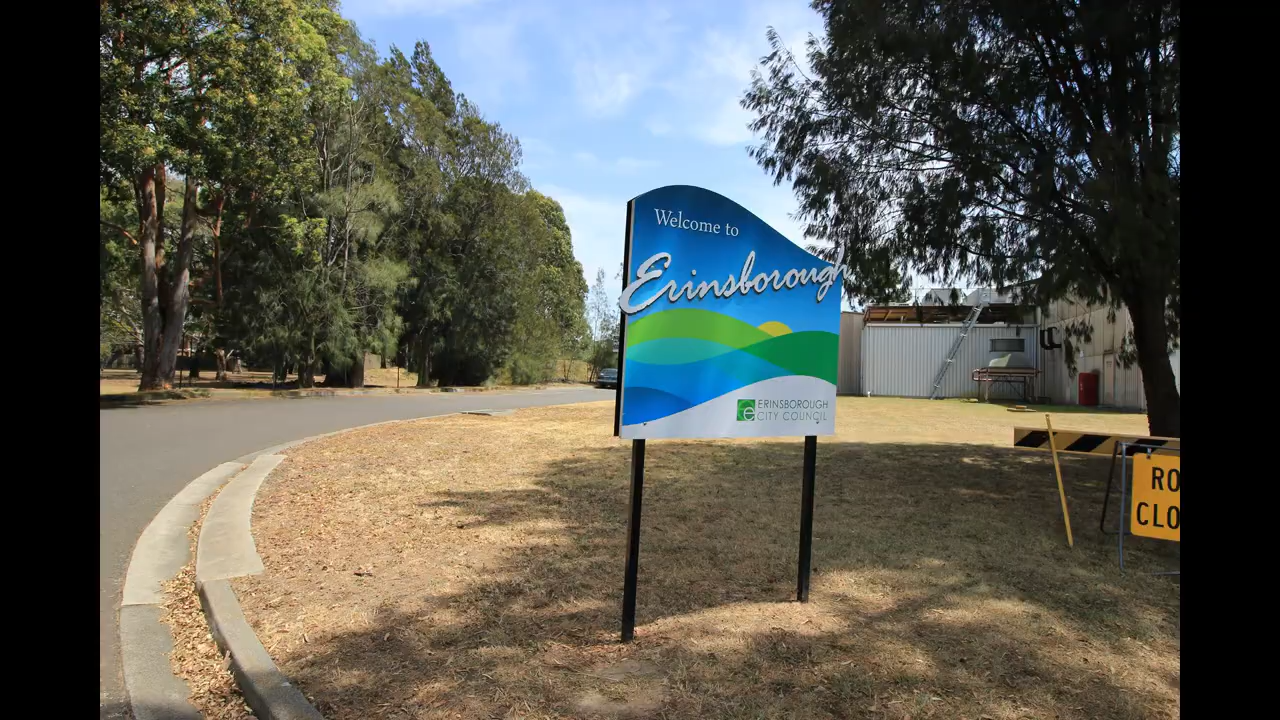 Welcome to
Erinsborough
e ERINSBOROUGH
CITY COUNCIL
RO
CLO